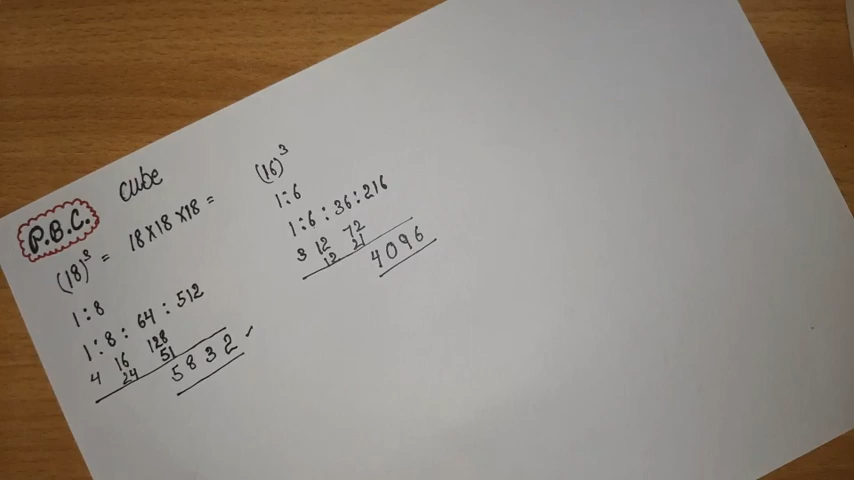 P.B.C.
cube
(18)³ = 18×18×18 =
1:8
1:8: 64 : 512
4 16 128
24 51
5832
(16)³
1:6
1:6:36:216
3 12 72
12 21
4096